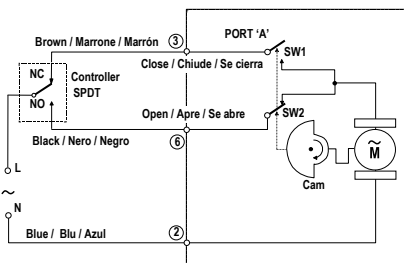 Brown / Marrone / Marrón
3
PORT ‘A’
SW1
Close / Chiude / Se cierra
NC
Controller
SPDT
NO
Open / Apre / Se abre
SW2
Black / Nero / Negro
6
L
~
M
Cam
~
N
Blue / Blu / Azul
2